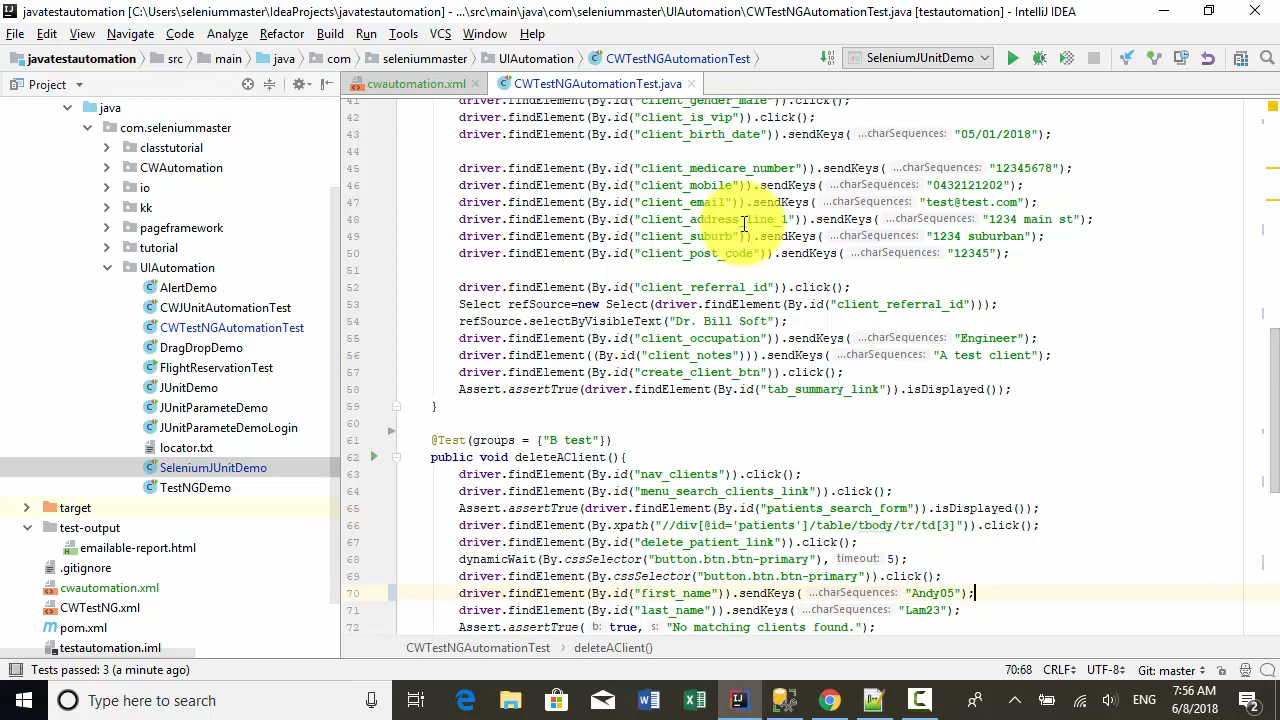 javatestautomation [C:\Users\seleniummaster\IdeaProjects\javatestautomation] - ...\src\main\java\com\seleniummaster\UIAutomation\CWTestNGAutomationTest.java [testautomation] - IntelliJ IDEA
File Edit View Navigate Code Analyze Refactor Build Run Tools VCS Window Help
javatestautomation src main java com seleniummaster UIAutomation CWTestNGAutomationTest SeleniumJUnitDemo
Project
cwautomation.xml CWTestNGAutomationTest.java
java
com.seleniummaster
classtutorial
CWAutomation
io
kk
pageframework
tutorial
UIAutomation
AlertDemo
CWJUnitAutomationTest
CWTestNGAutomationTest
DragDropDemo
FlightReservationTest
JUnitDemo
JUnitParameteDemo
JUnitParameteDemoLogin
locator.txt
SeleniumJUnitDemo
TestNGDemo
target
test-output
emailable-report.html
.gitignore
cwautomation.xml
CWTestNG.xml
pom.xml
testautomation.iml
41 driver.findElement(By.id("client_gender_male")).click();
42 driver.findElement(By.id("client_is_vip")).click();
43 driver.findElement(By.id("client_birth_date")).sendKeys( ...charSequences: "05/01/2018");
44
45 driver.findElement(By.id("client_medicare_number")).sendKeys( ...charSequences: "12345678");
46 driver.findElement(By.id("client_mobile")).sendKeys( ...charSequences: "0432121202");
47 driver.findElement(By.id("client_email")).sendKeys( ...charSequences: "test@test.com");
48 driver.findElement(By.id("client_address_line_1")).sendKeys( ...charSequences: "1234 main st");
49 driver.findElement(By.id("client_suburb")).sendKeys( ...charSequences: "1234 suburban");
50 driver.findElement(By.id("client_post_code")).sendKeys( ...charSequences: "12345");
51
52 driver.findElement(By.id("client_referral_id")).click();
53 Select refSource=new Select(driver.findElement(By.id("client_referral_id")));
54 refSource.selectByVisibleText("Dr. Bill Soft");
55 driver.findElement(By.id("client_occupation")).sendKeys( ...charSequences: "Engineer");
56 driver.findElement((By.id("client_notes"))).sendKeys( ...charSequences: "A test client");
57 driver.findElement(By.id("create_client_btn")).click();
58 Assert.assertTrue(driver.findElement(By.id("tab_summary_link")).isDisplayed());
59 }
60
61 @Test(groups = {"B test"})
62 public void deleteAClient(){
63 driver.findElement(By.id("nav_clients")).click();
64 driver.findElement(By.id("menu_search_clients_link")).click();
65 Assert.assertTrue(driver.findElement(By.id("patients_search_form")).isDisplayed());
66 driver.findElement(By.xpath("//div[@id='patients']/table/tbody/tr/td[3]")).click();
67 driver.findElement(By.id("delete_patient_link")).click();
68 dynamicWait(By.cssSelector("button.btn.btn-primary"), timeout: 5);
69 driver.findElement(By.cssSelector("button.btn.btn-primary")).click();
70 driver.findElement(By.id("first_name")).sendKeys( ...charSequences: "Andy05");
71 driver.findElement(By.id("last_name")).sendKeys( ...charSequences: "Lam23");
72 Assert.assertTrue( b: true, s: "No matching clients found.");
CWTestNGAutomationTest deleteAClient()
Tests passed: 3 (a minute ago) 70:68 CRLF UTF-8 Git: master
Type here to search ENG 7:56 AM
6/8/2018 2